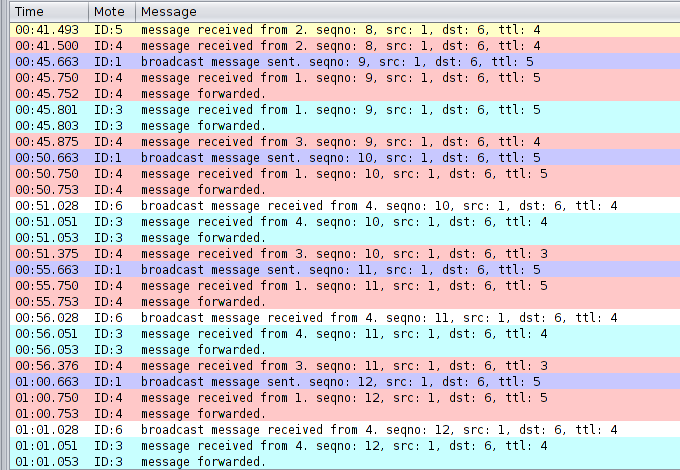 Time Mote Message
00:41.493 ID:5 message received from 2. seqno: 8, src: 1, dst: 6, ttl: 4
00:41.500 ID:4 message received from 2. seqno: 8, src: 1, dst: 6, ttl: 4
00:45.663 ID:1 broadcast message sent. seqno: 9, src: 1, dst: 6, ttl: 5
00:45.750 ID:4 message received from 1. seqno: 9, src: 1, dst: 6, ttl: 5
00:45.752 ID:4 message forwarded.
00:45.801 ID:3 message received from 1. seqno: 9, src: 1, dst: 6, ttl: 5
00:45.803 ID:3 message forwarded.
00:45.875 ID:4 message received from 3. seqno: 9, src: 1, dst: 6, ttl: 4
00:50.663 ID:1 broadcast message sent. seqno: 10, src: 1, dst: 6, ttl: 5
00:50.750 ID:4 message received from 1. seqno: 10, src: 1, dst: 6, ttl: 5
00:50.753 ID:4 message forwarded.
00:51.028 ID:6 broadcast message received from 4. seqno: 10, src: 1, dst: 6, ttl: 4
00:51.051 ID:3 message received from 4. seqno: 10, src: 1, dst: 6, ttl: 4
00:51.053 ID:3 message forwarded.
00:51.375 ID:4 message received from 3. seqno: 10, src: 1, dst: 6, ttl: 3
00:55.663 ID:1 broadcast message sent. seqno: 11, src: 1, dst: 6, ttl: 5
00:55.750 ID:4 message received from 1. seqno: 11, src: 1, dst: 6, ttl: 5
00:55.753 ID:4 message forwarded.
00:56.028 ID:6 broadcast message received from 4. seqno: 11, src: 1, dst: 6, ttl: 4
00:56.051 ID:3 message received from 4. seqno: 11, src: 1, dst: 6, ttl: 4
00:56.053 ID:3 message forwarded.
00:56.376 ID:4 message received from 3. seqno: 11, src: 1, dst: 6, ttl: 3
01:00.663 ID:1 broadcast message sent. seqno: 12, src: 1, dst: 6, ttl: 5
01:00.750 ID:4 message received from 1. seqno: 12, src: 1, dst: 6, ttl: 5
01:00.753 ID:4 message forwarded.
01:01.028 ID:6 broadcast message received from 4. seqno: 12, src: 1, dst: 6, ttl: 4
01:01.051 ID:3 message received from 4. seqno: 12, src: 1, dst: 6, ttl: 4
01:01.053 ID:3 message forwarded.